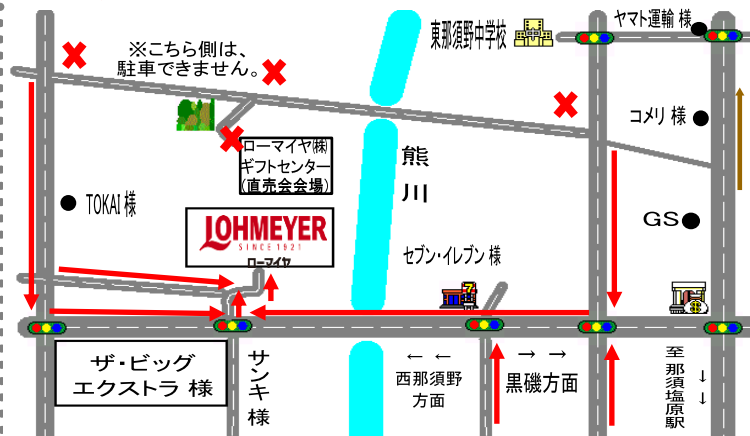 ヤマト運輸 様
東那須野中学校
※こちら側は、
駐車できません。
コメリ 様
ローマイヤ㈱
ギフトセンター
(直売会会場)
熊
川
TOKAI 様
LOHMEYER
SINCE 1921
ローマイヤ
GS
セブン・イレブン 様
7
ザ・ビッグ
エクストラ 様
サンキ 様
← ←
西那須野
方面
→ →
黒磯方面
至那須塩原駅
↓
↓